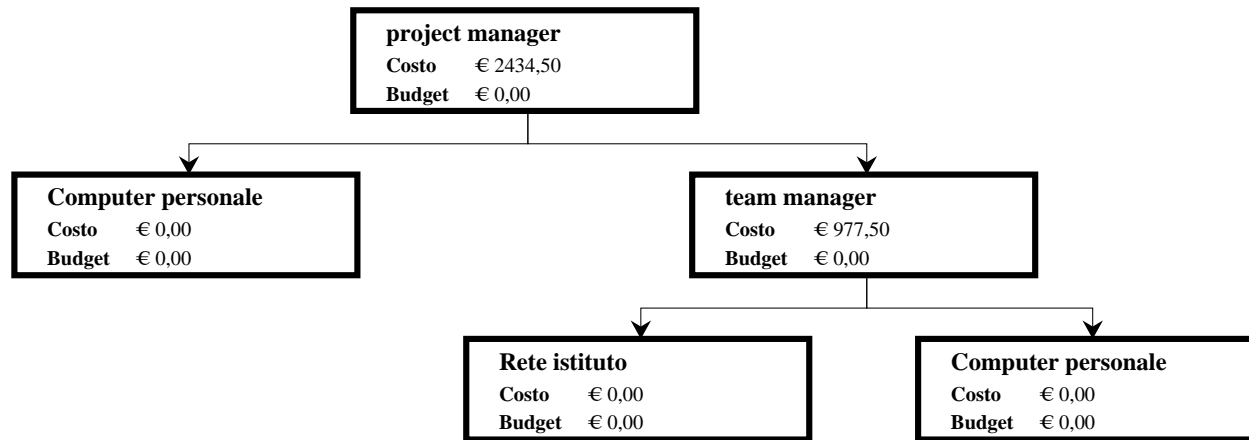 project manager
Costo € 2434,50
Budget € 0,00
Computer personale
Costo € 0,00
Budget € 0,00
team manager
Costo € 977,50
Budget € 0,00
Rete istituto
Costo € 0,00
Budget € 0,00
Computer personale
Costo € 0,00
Budget € 0,00